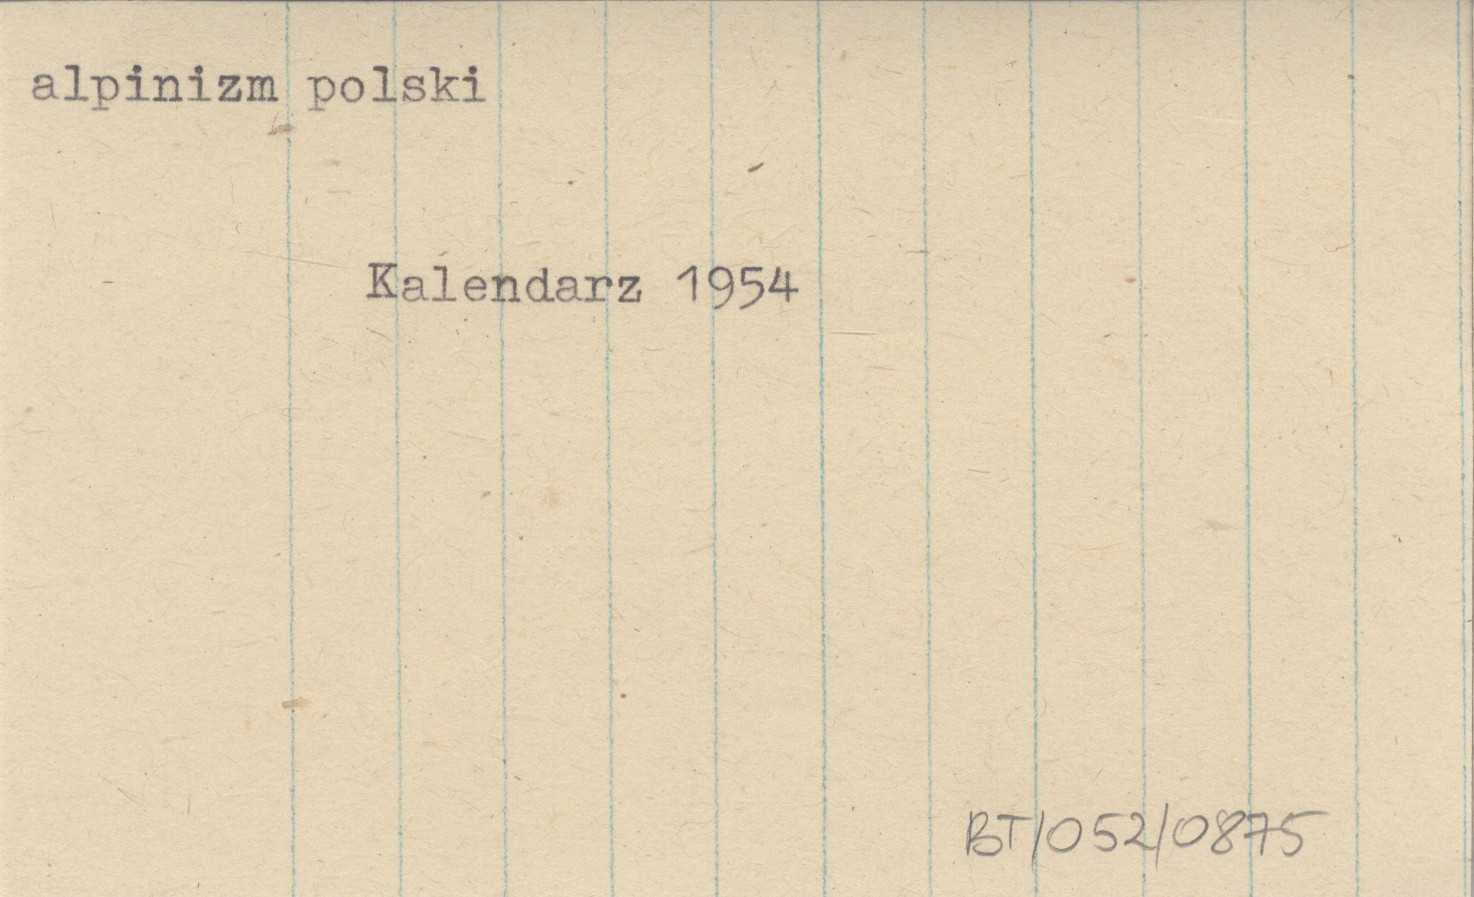 alpinizm polski
Kalendarz 1954
BT/052/0875